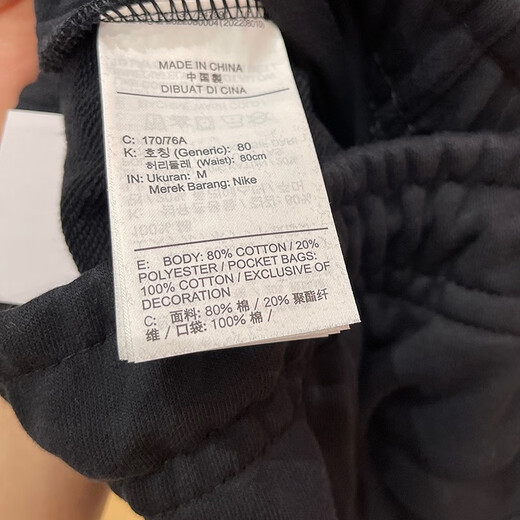 MADE IN CHINA
中国製
DIBUAT DI CINA
C: 170/76A
K: 호칭 (Generic): 80
허리둘레 (Waist): 80cm
IN: Ukuran: M
Merek Barang: Nike
E: BODY: 80% COTTON / 20%
POLYESTER / POCKET BAGS:
100% COTTON / EXCLUSIVE OF
DECORATION
C: 面料: 80% 棉 / 20% 聚酯纤
维 / 口袋: 100% 棉 /